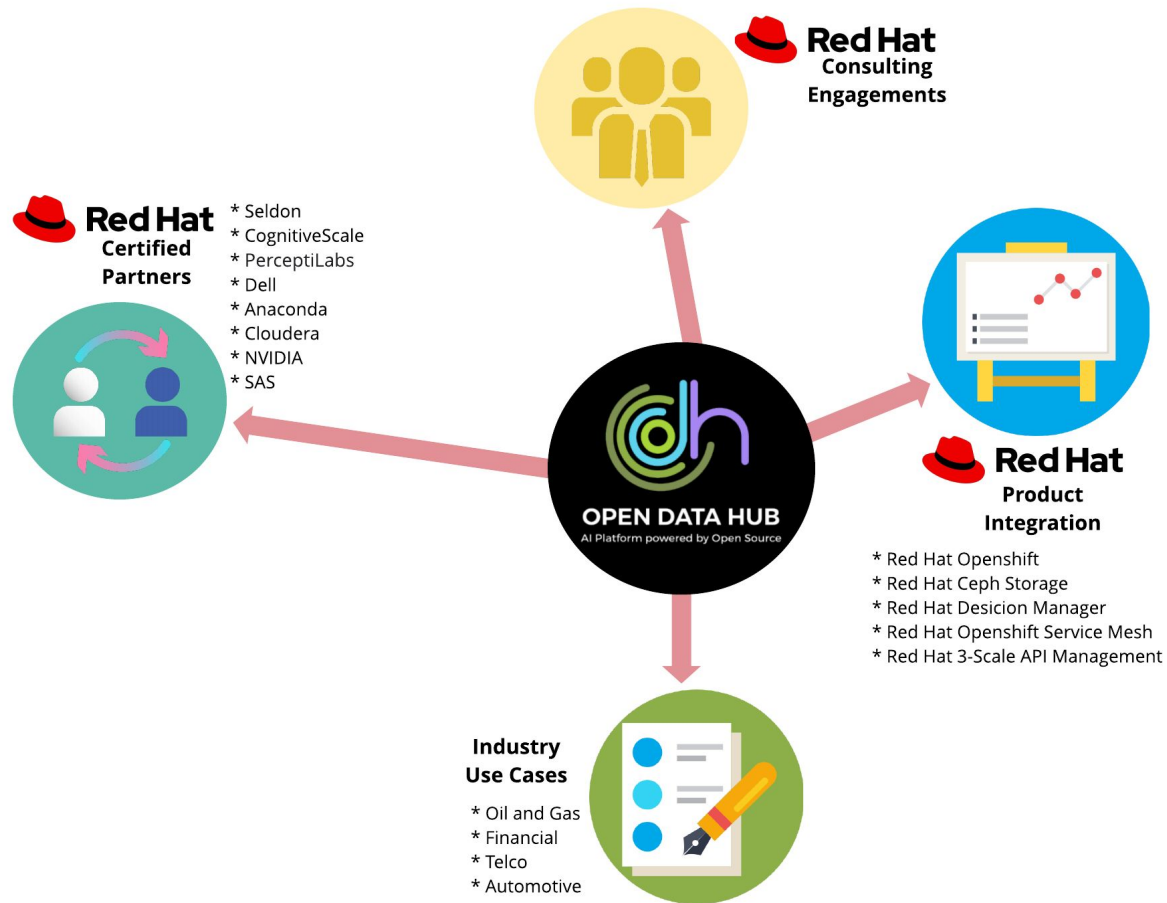 Red Hat
Consulting
Engagements
Red Hat
Certified
Partners
* Seldon
* CognitiveScale
* PerceptiLabs
* Dell
* Anaconda
* Cloudera
* NVIDIA
* SAS
odh
OPEN DATA HUB
AI Platform powered by Open Source
Red Hat
Product
Integration
* Red Hat Openshift
* Red Hat Ceph Storage
* Red Hat Desicion Manager
* Red Hat Openshift Service Mesh
* Red Hat 3-Scale API Management
Industry
Use Cases
* Oil and Gas
* Financial
* Telco
* Automotive